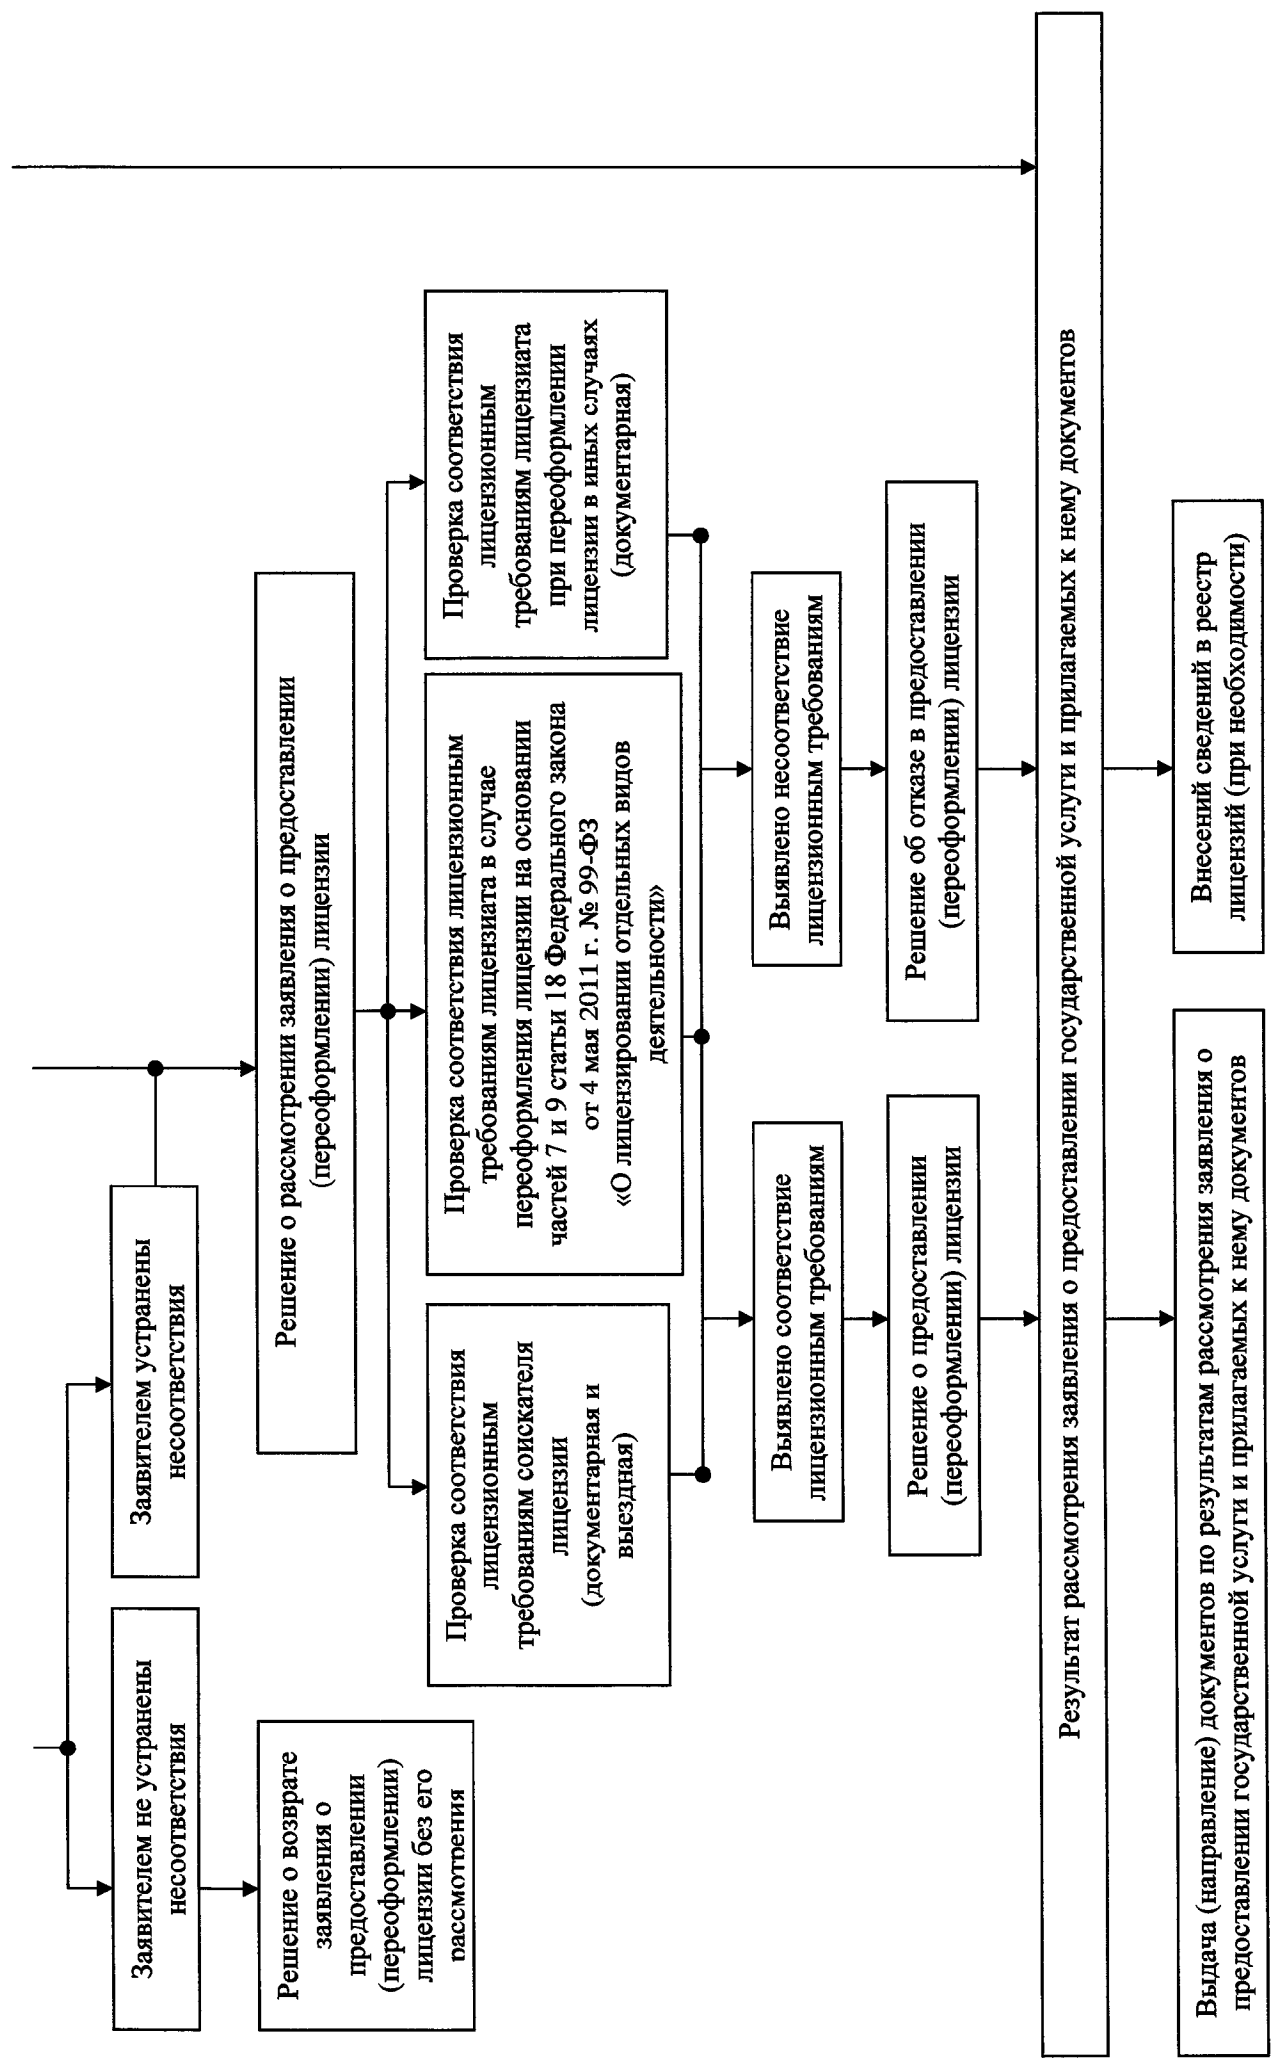 Заявителем не устранены
несоответствия
Заявителем устранены
несоответствия
Решение о возврате
заявления о
предоставлении
(переоформлении)
лицензии без его
рассмотрения
Решение о рассмотрении заявления о предоставлении
(переоформлении) лицензии
Проверка соответствия
лицензионным
требованиям соискателя
лицензии
(документарная и
выездная)
Проверка соответствия лицензионным
требованиям лицензиата в случае
переоформления лицензии на основании
частей 7 и 9 статьи 18 Федерального закона
от 4 мая 2011 г. № 99-ФЗ
«О лицензировании отдельных видов
деятельности»
Проверка соответствия
лицензионным
требованиям лицензиата
при переоформлении
лицензии в иных случаях
(документарная)
Выявлено соответствие
лицензионным требованиям
Выявлено несоответствие
лицензионным требованиям
Решение о предоставлении
(переоформлении) лицензии
Решение об отказе в предоставлении
(переоформлении) лицензии
Результат рассмотрения заявления о предоставлении государственной услуги и прилагаемых к нему документов
Выдача (направление) документов по результатам рассмотрения заявления о
предоставлении государственной услуги и прилагаемых к нему документов
Внесений сведений в реестр
лицензий (при необходимости)